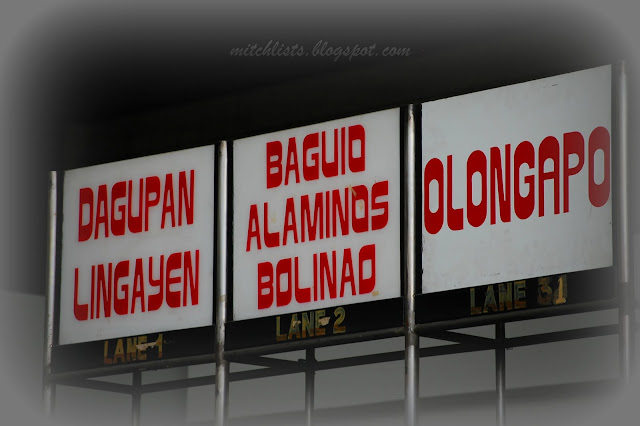 mitchlists.blogspot.com
DAGUPAN
LINGAYEN
LANE 1
BAGUIO
ALAMINOS
BOLINAO
LANE 2
OLONGAPO
LANE 31